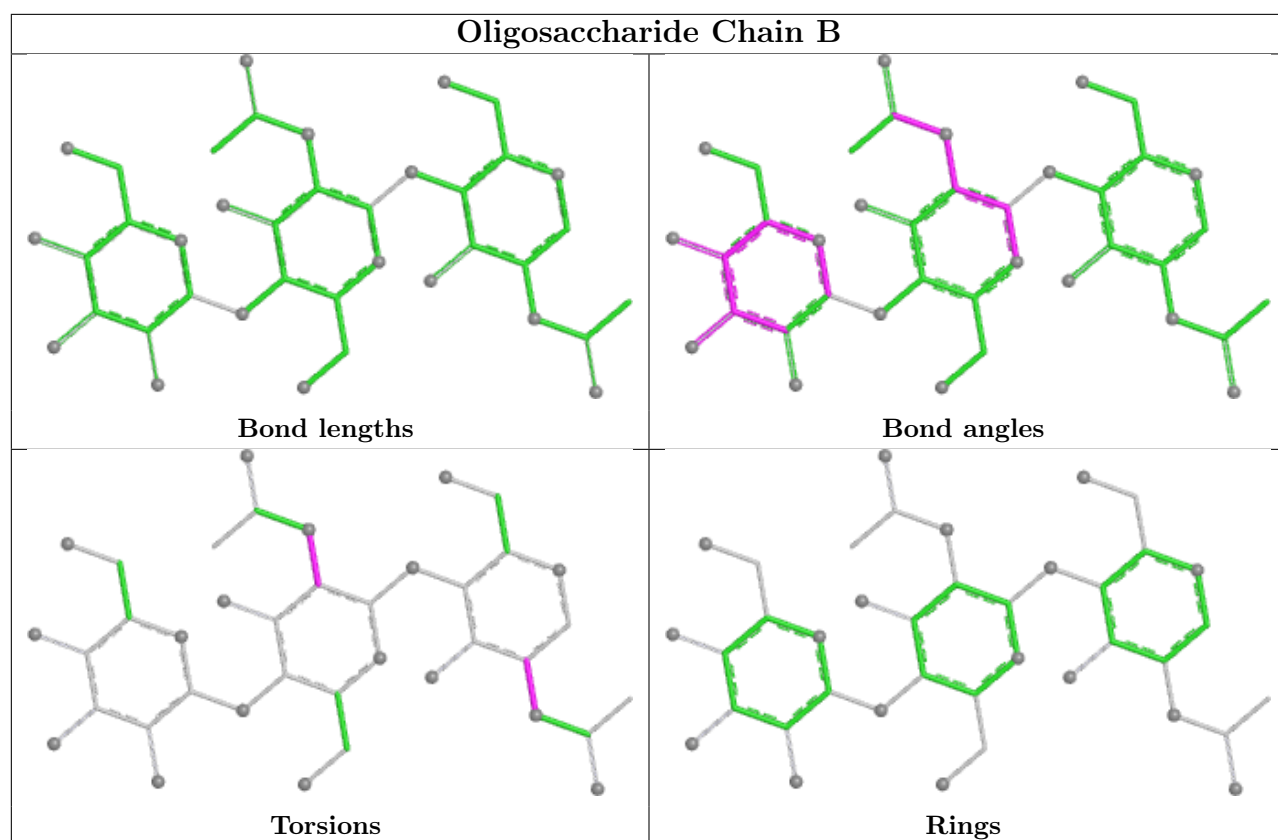 Oligosaccharide Chain B
Bond lengths
Bond angles
Torsions
Rings